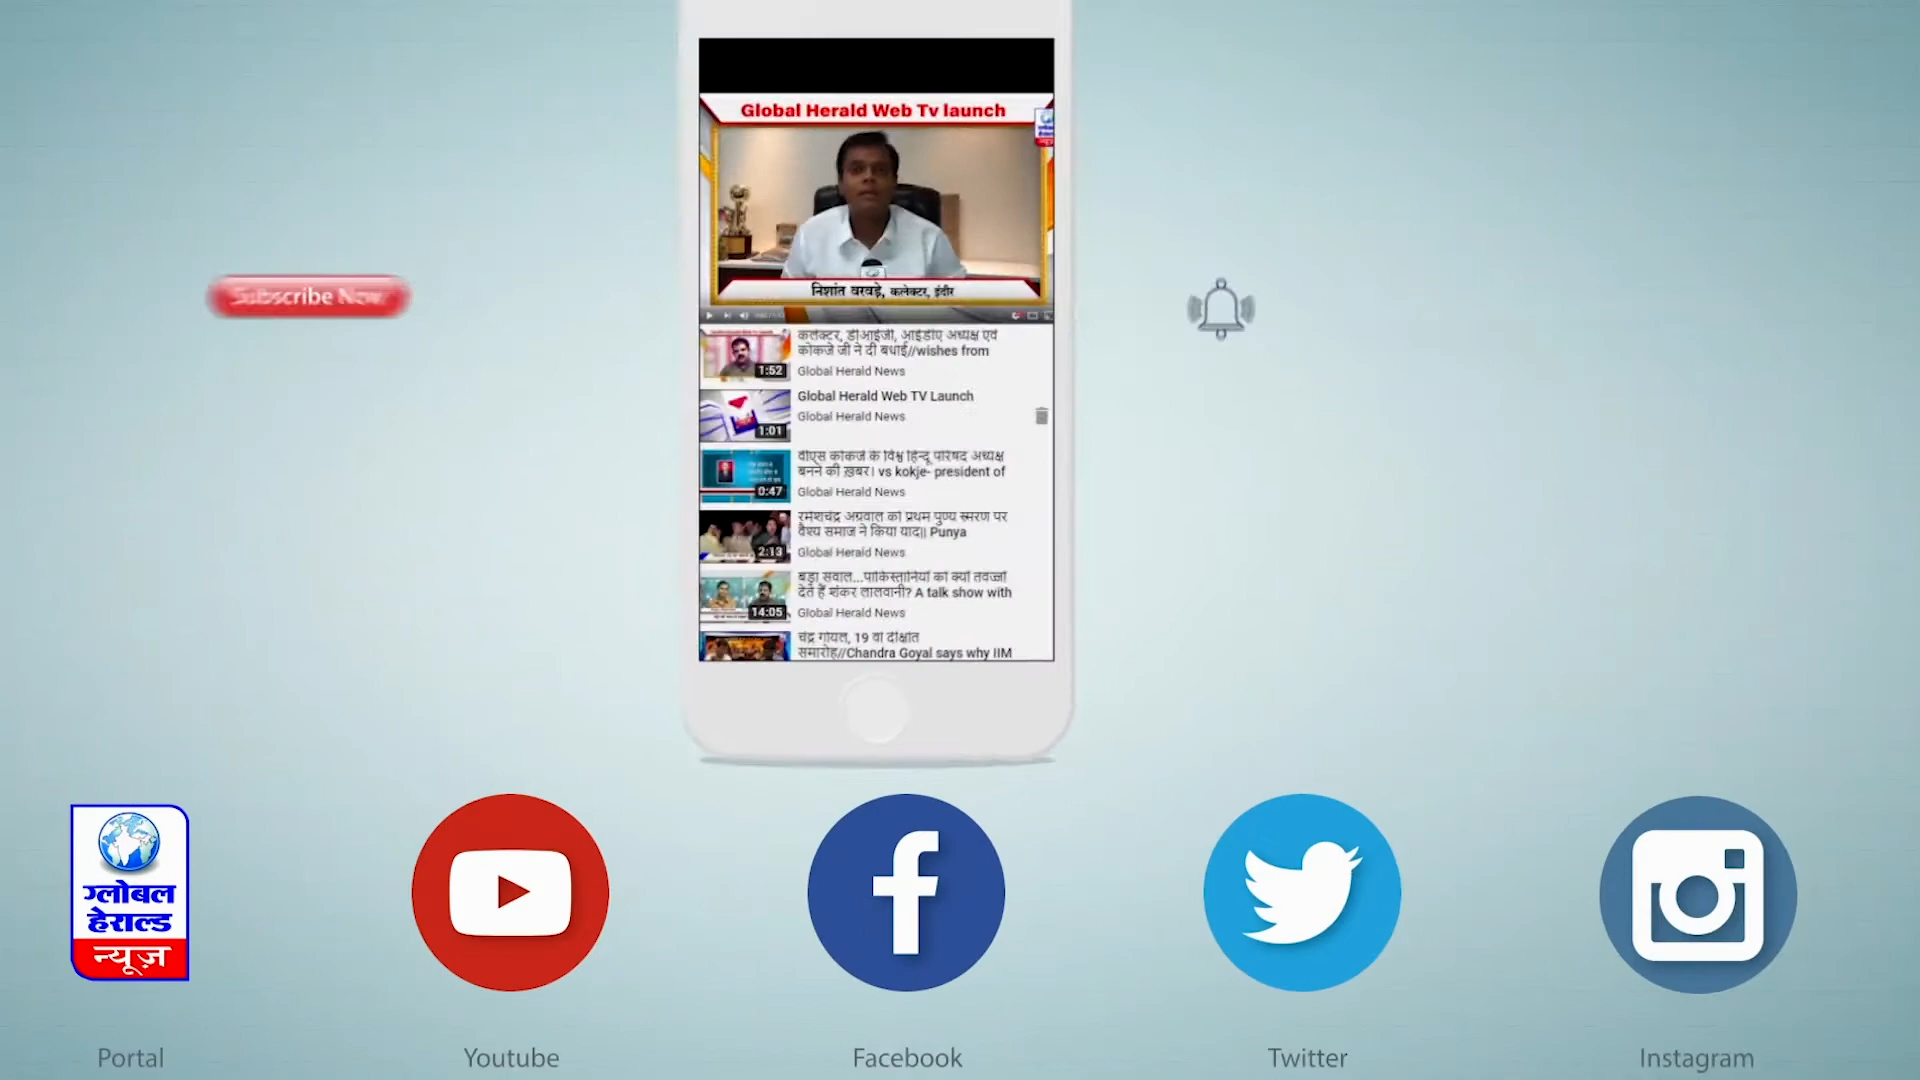 Global Herald Web Tv launch
निशांत वरवड़े, कलेक्टर, इंदौर
Subscribe Now
कलेक्टर, डीआईजी, आईडीए अध्यक्ष एवं
कोकजे जी ने दी बधाई//wishes from
1:52
Global Herald News
Global Herald Web TV Launch
Global Herald News
1:01
वीएस कोकजे के विश्व हिन्दू परिषद अध्यक्ष
बनने की ख़बर। vs kokje- president of
0:47
Global Herald News
रमेशचंद्र अग्रवाल को प्रथम पुण्य स्मरण पर
वैश्य समाज ने किया याद|| Punya
2:13
Global Herald News
बड़ा सवाल...पाकिस्तानियों को क्यों तवज्जो
देते हैं शंकर लालवानी? A talk show with
14:05
Global Herald News
चंद्र गोयल, 19 वां दीक्षांत
समारोह//Chandra Goyal says why IIM
ग्लोबल
हेराल्ड
न्यूज़
Portal
Youtube
Facebook
Twitter
Instagram